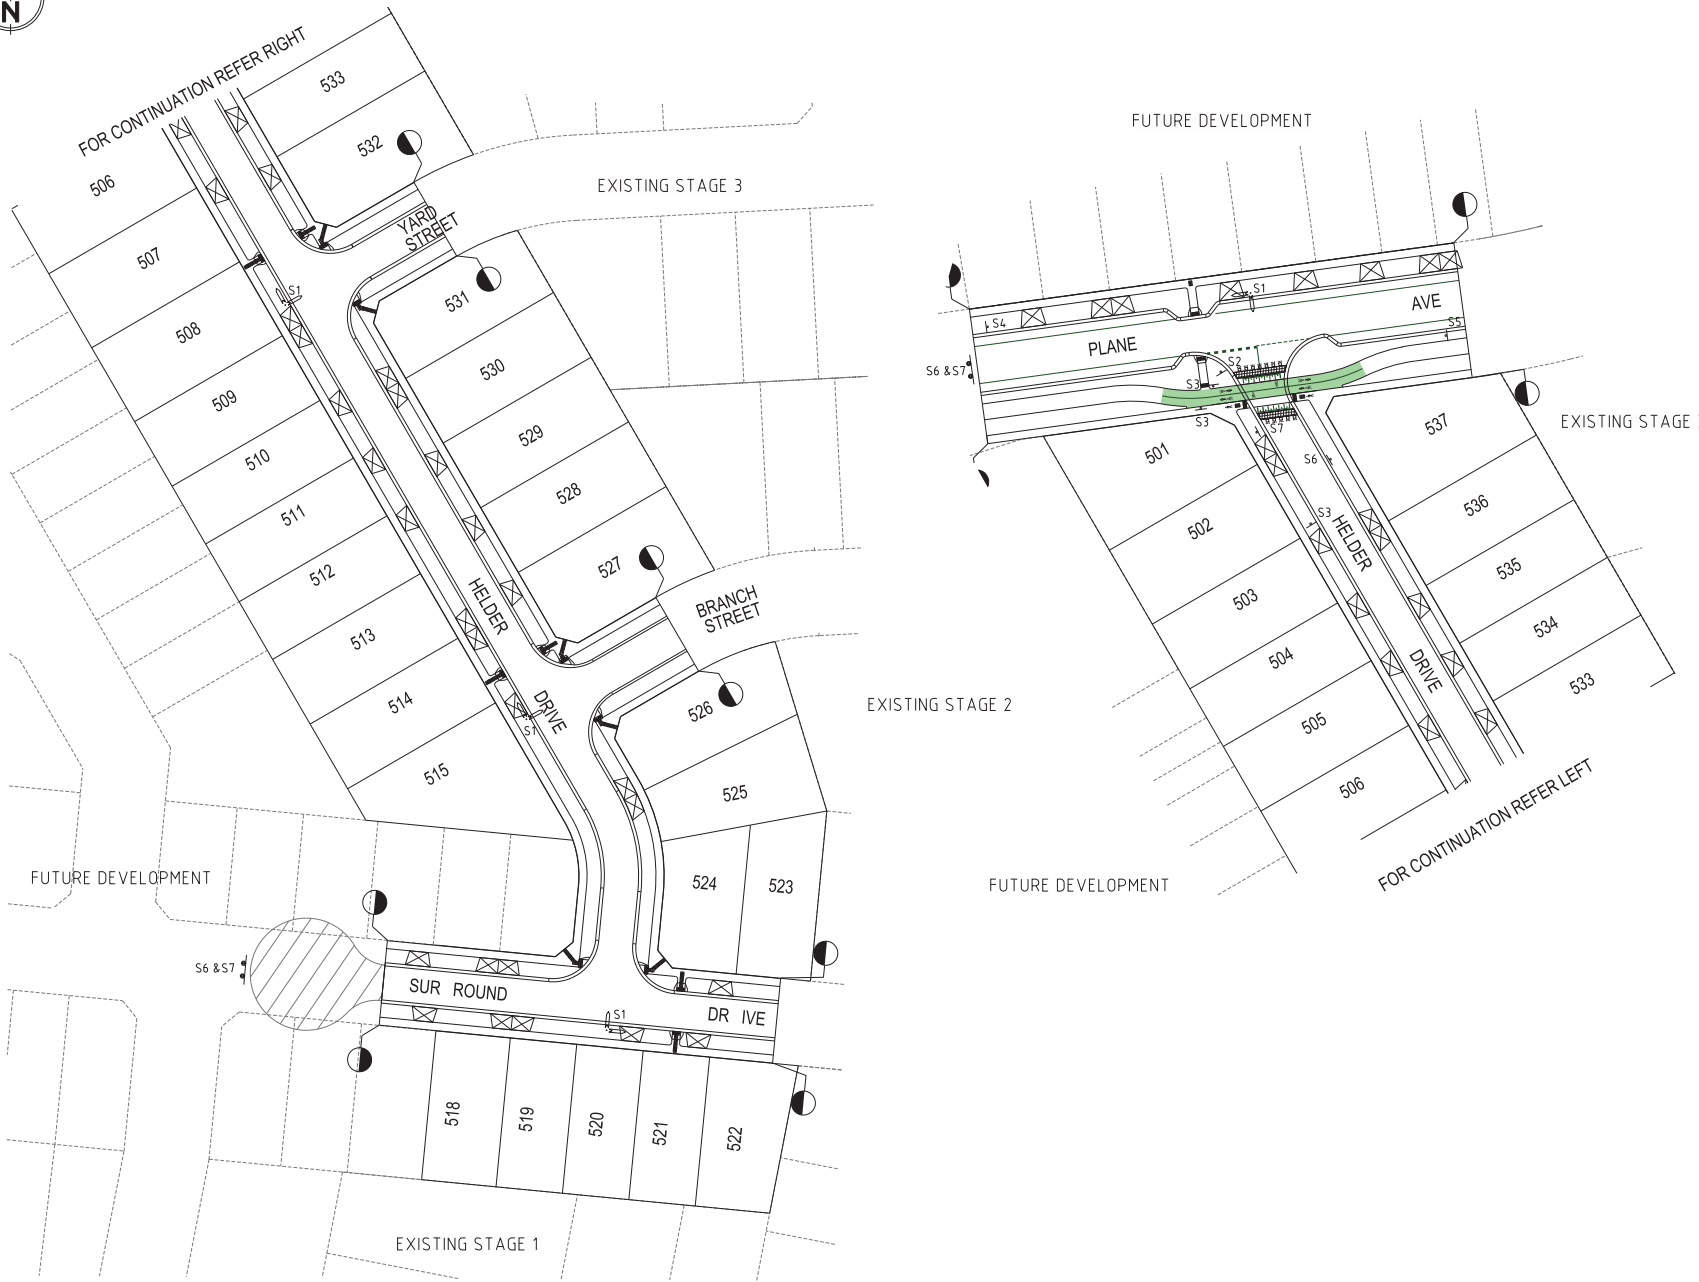 N
FOR CONTINUATION REFER RIGHT
533
532
506
507
508
509
510
511
512
513
514
515
S1
YARD
STREET
EXISTING STAGE 3
531
530
529
528
527
HELDER
DRIVE
S1
BRANCH
STREET
526
525
524
523
EXISTING STAGE 2
FUTURE DEVELOPMENT
S6 &S7
SUR ROUND
DR IVE
S1
518
519
520
521
522
EXISTING STAGE 1
FUTURE DEVELOPMENT
S4
S1
AVE
S5
PLANE
S6 &S7
S2
S3
S3
S7
S6
S3
501
502
503
504
505
506
HELDER
DRIVE
537
536
535
534
533
EXISTING STAGE
FOR CONTINUATION REFER LEFT
FUTURE DEVELOPMENT